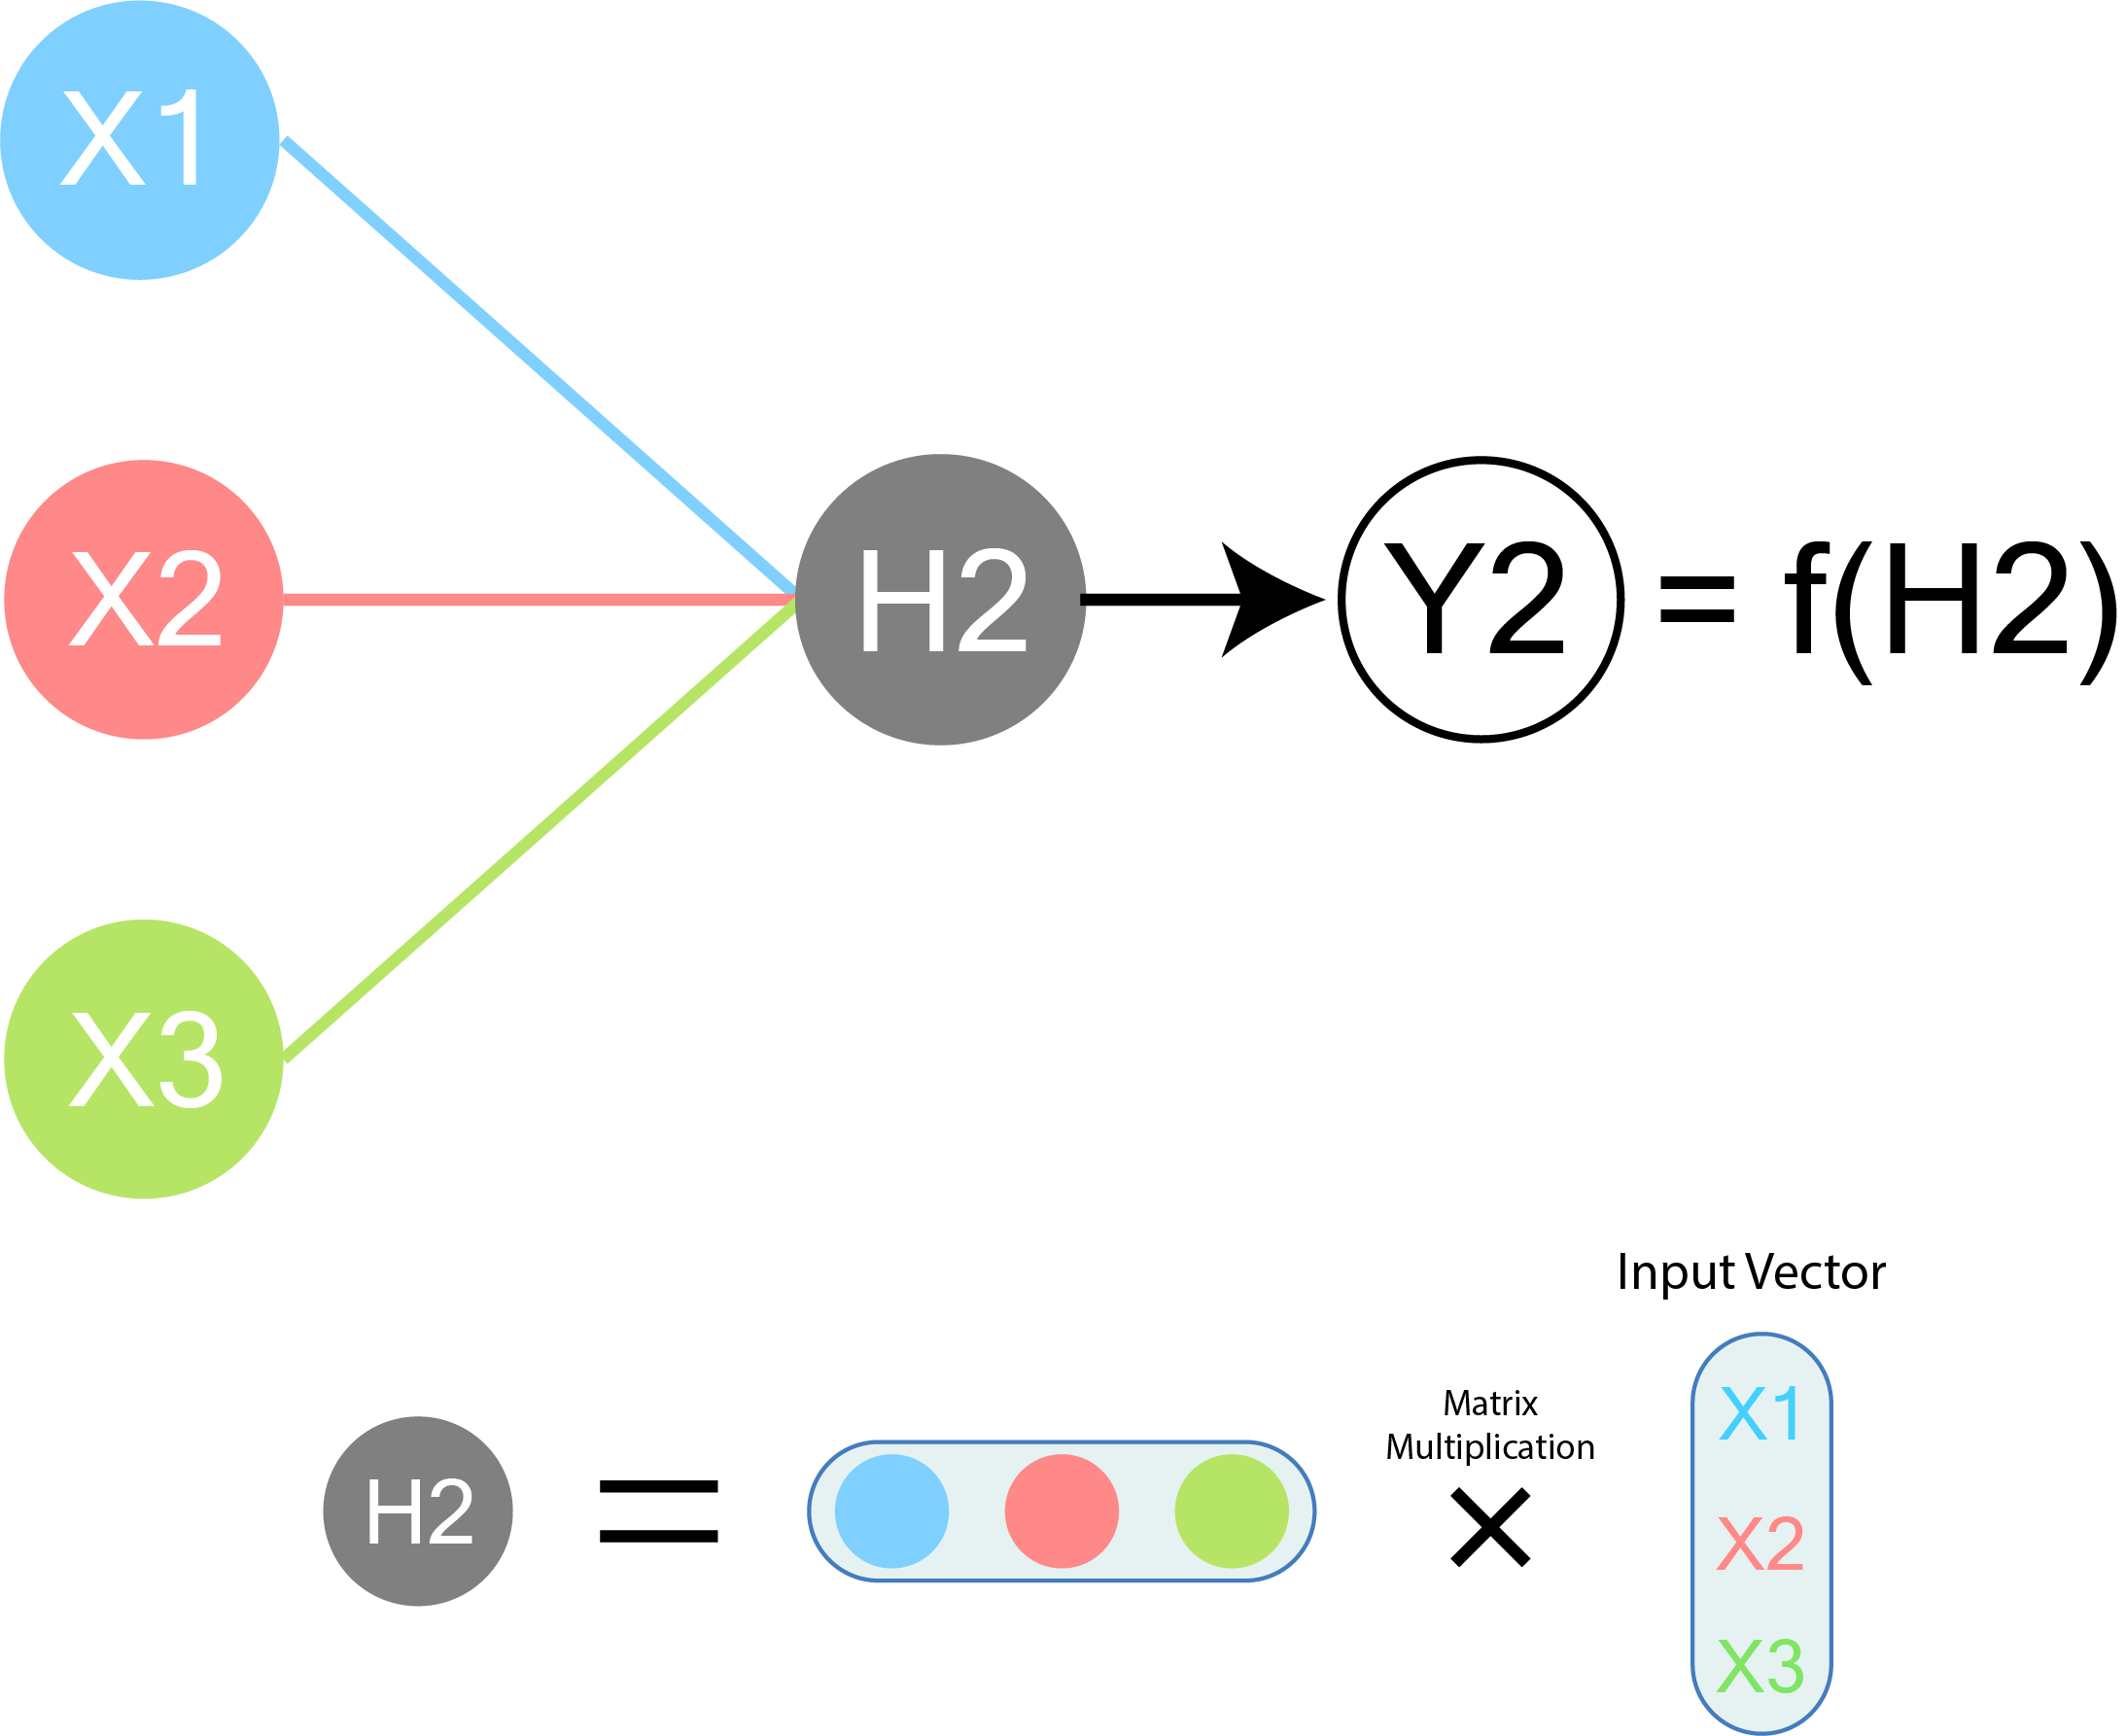 X1
X2
H2
Y2 = f(H2)
X3
Input Vector
Matrix
Multiplication
H2 = × 
X1
X2
X3